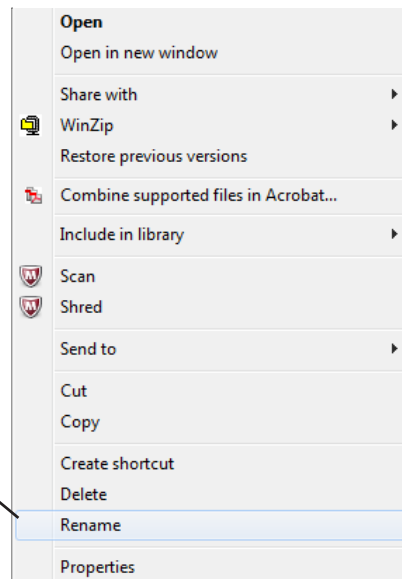 Open
Open in new window
Share with
WinZip
Restore previous versions
Combine supported files in Acrobat...
Include in library
Scan
Shred
Send to
Cut
Copy
Create shortcut
Delete
Rename
Properties